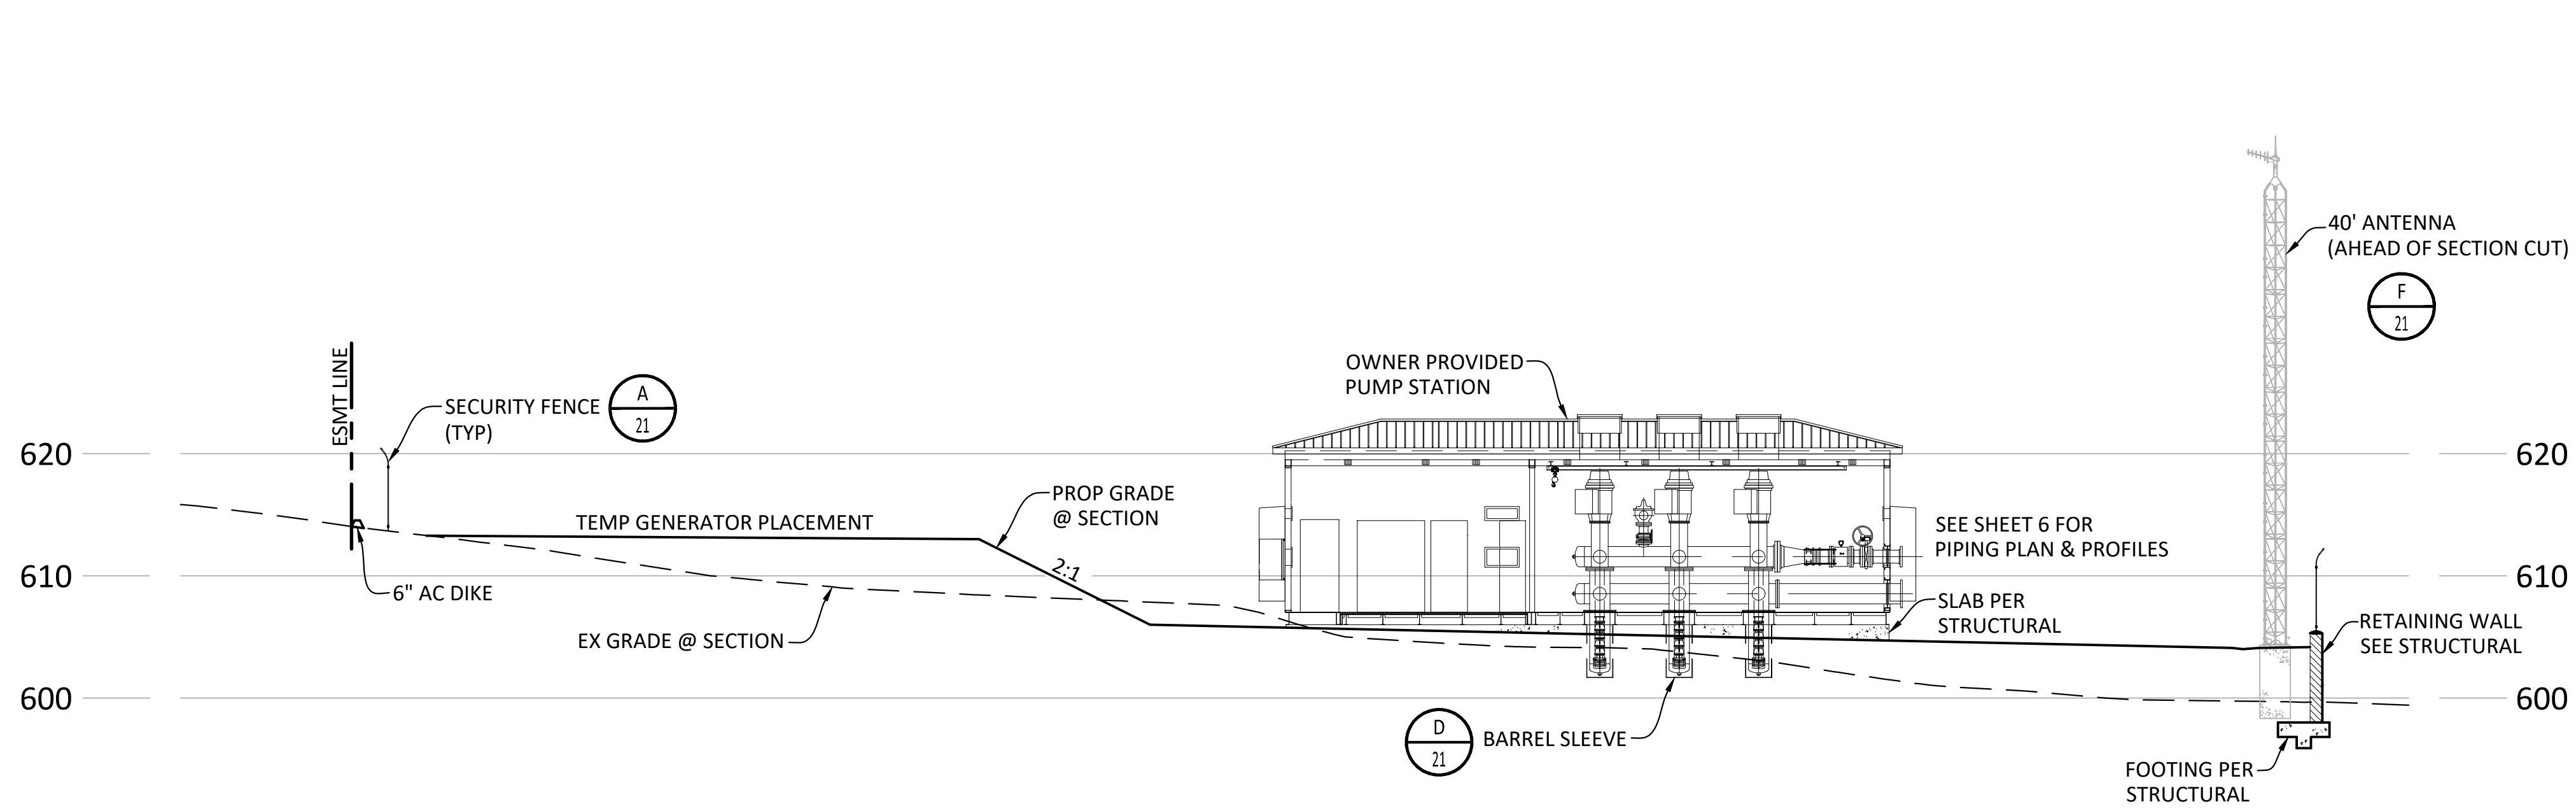 40' ANTENNA
(AHEAD OF SECTION CUT)
F
21
ESMT LINE
SECURITY FENCE
(TYP)
A
21
OWNER PROVIDED
PUMP STATION
620
620
PROP GRADE
@ SECTION
TEMP GENERATOR PLACEMENT
SEE SHEET 6 FOR
PIPING PLAN & PROFILES
2:1
610
610
6" AC DIKE
EX GRADE @ SECTION
SLAB PER
STRUCTURAL
RETAINING WALL
SEE STRUCTURAL
600
600
D
21
BARREL SLEEVE
FOOTING PER
STRUCTURAL